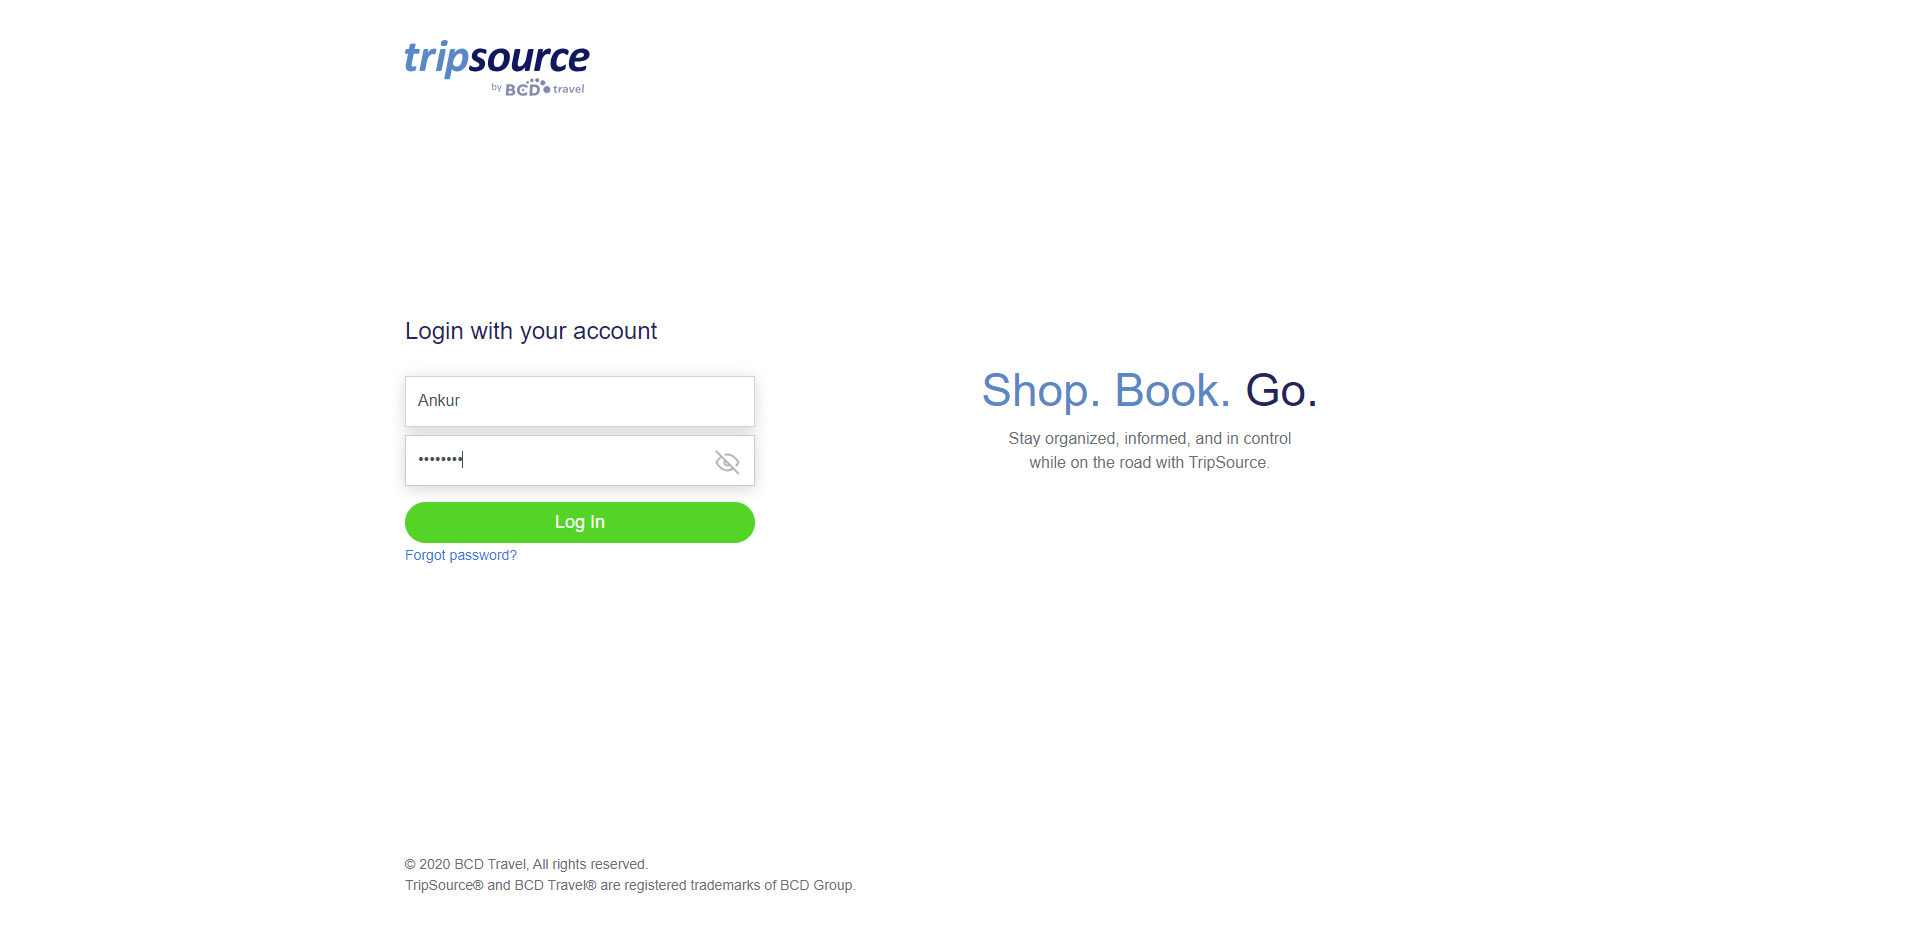 tripsource
by BCD travel
Login with your account
Ankur
••••••••
Log In
Forgot password?
Shop. Book. Go.
Stay organized, informed, and in control
while on the road with TripSource.
© 2020 BCD Travel, All rights reserved.
TripSource® and BCD Travel® are registered trademarks of BCD Group.